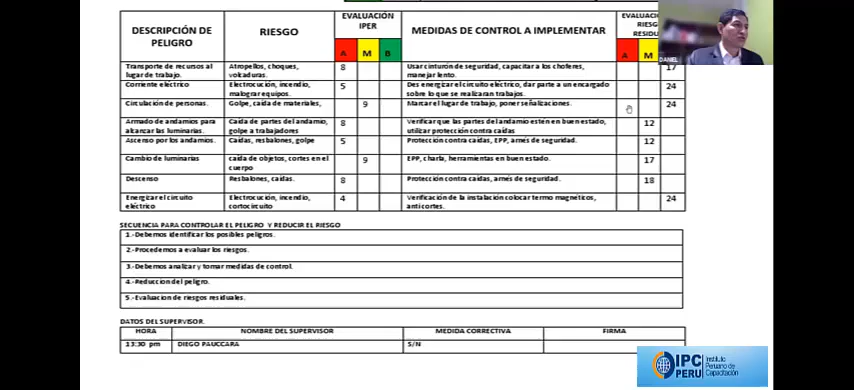 DESCRIPCIÓN DE PELIGRO
RIESGO
EVALUACIÓN IPER
MEDIDAS DE CONTROL A IMPLEMENTAR
A M B
A M
DANIEL
Transporte de recursos al lugar de trabajo. Atropellos, choques, volcaduras. 8 Usar cinturón de seguridad, capacitar a los choferes, manejar lento. 17
Corriente eléctrico Electrocución, incendio, malograr equipos. 5 Des energizar el circuito eléctrico, dar parte a un encargado sobre lo que se realizaran trabajos. 24
Circulación de personas. Golpe, caída de materiales, 9 Marcar el lugar de trabajo, poner señalizaciones. 24
Armado de andamios para alcanzar las luminarias. Caída de partes del andamio, golpe a trabajadores 8 Verificar que las partes del andamio estén en buen estado, utilizar protección contra caídas 12
Ascenso por los andamios. Caídas, resbalones, golpe 5 Protección contra caídas, EPP, arnés de seguridad. 12
Cambio de luminarias caída de objetos, cortes en el cuerpo 9 EPP, charla, herramientas en buen estado. 17
Descenso Resbalones, caídas. 8 Protección contra caídas, arnés de seguridad. 18
Energizar el circuito eléctrico Electrocución, incendio, cortocircuito 4 Verificación de la instalación colocar termo magnéticos, anti cortes. 24
SECUENCIA PARA CONTROLAR EL PELIGRO Y REDUCIR EL RIESGO
1.-Debemos identificar los posibles peligros.
2.-Procedemos a evaluar los riesgos.
3.-Debemos analizar y tomar medidas de control.
4.-Reduccion del peligro.
5.-Evaluacion de riesgos residuales.
DATOS DEL SUPERVISOR.
HORA NOMBRE DEL SUPERVISOR MEDIDA CORRECTIVA FIRMA
13:30 pm DIEGO PAUCCARA S/N
IPC PERU
Instituto
Peruano de
Capacitación